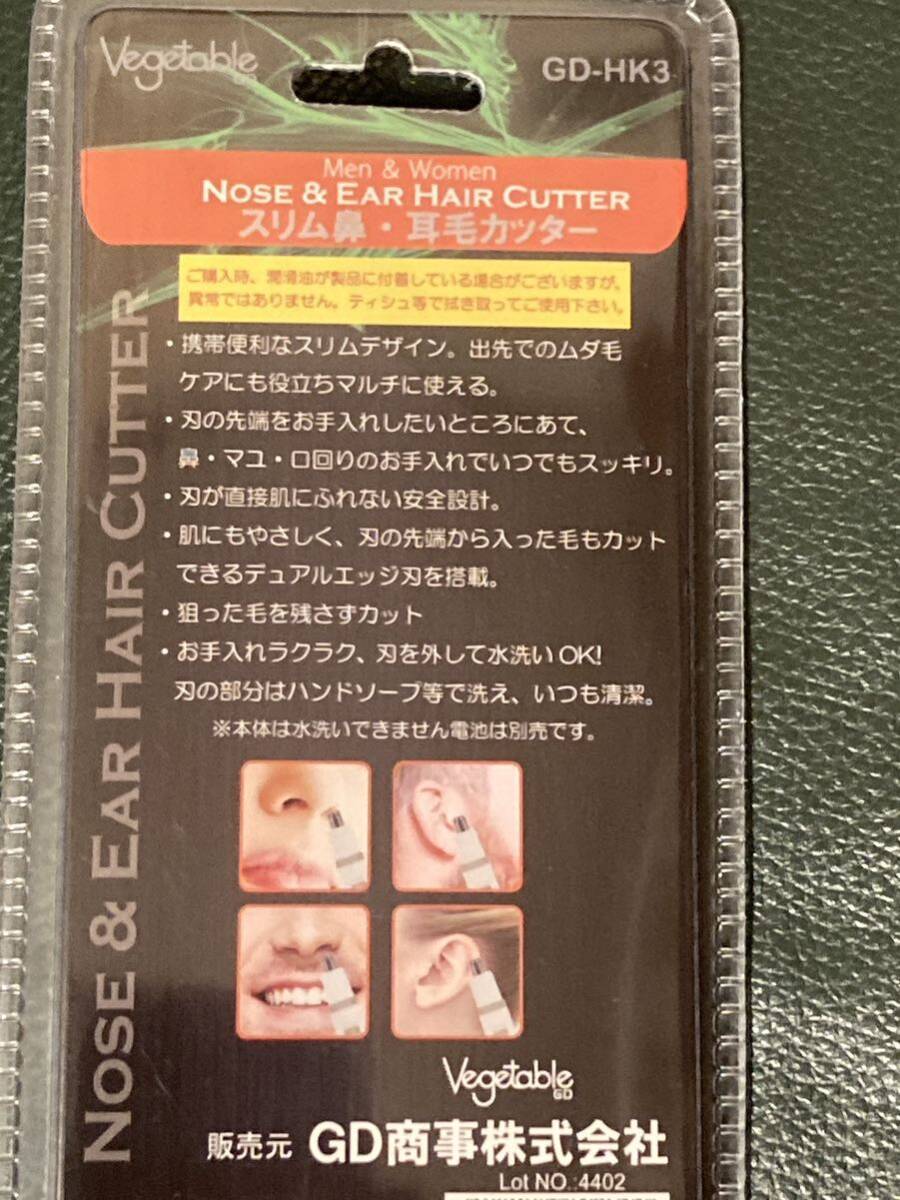 Vegetable GD
GD-HK3
Men & Women
NOSE & EAR HAIR CUTTER
スリム鼻・耳毛カッター
ご購入時、潤滑油が製品に付着している場合がございますが、
異常ではありません。ティシュ等で拭き取ってご使用下さい。
・携帯便利なスリムデザイン。出先でのムダ毛
ケアにも役立ちマルチに使える。
・刃の先端をお手入れしたいところにあて、
鼻・マユ・口回りのお手入れでいつでもスッキリ。
・刃が直接肌にふれない安全設計。
・肌にもやさしく、刃の先端から入った毛もカット
できるデュアルエッジ刃を搭載。
・狙った毛を残さずカット
・お手入れラクラク、刃を外して水洗いOK!
刃の部分はハンドソープ等で洗え、いつも清潔。
※本体は水洗いできません電池は別売です。
NOSE & EAR HAIR CUTTER
Vegetable GD
販売元 GD商事株式会社
Lot NO.:4402